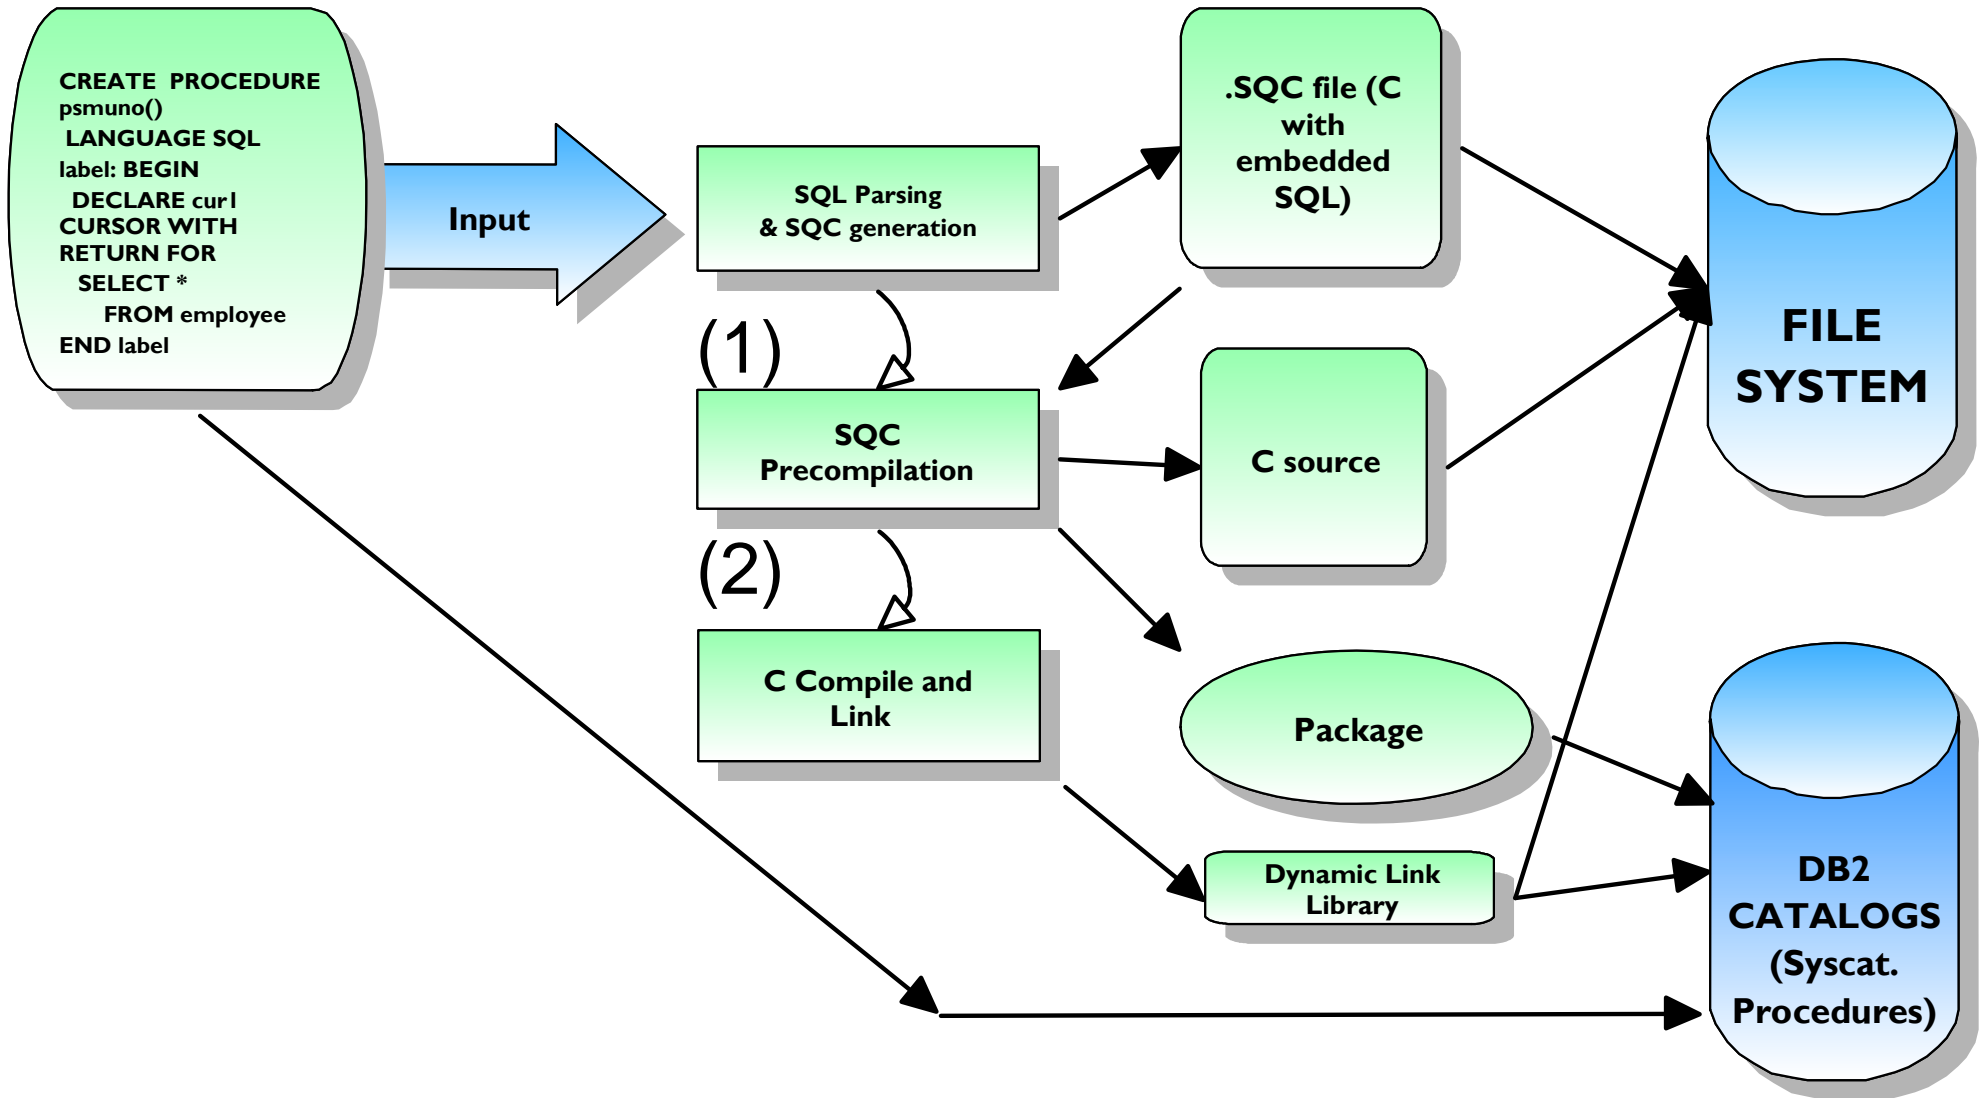 CREATE PROCEDURE
psmuno()
LANGUAGE SQL
label: BEGIN
DECLARE cur1
CURSOR WITH
RETURN FOR
SELECT *
FROM employee
END label
Input
SQL Parsing
& SQC generation
.SQC file (C
with
embedded
SQL)
FILE
SYSTEM
(1)
SQC
Precompilation
C source
(2)
C Compile and
Link
Package
Dynamic Link
Library
DB2
CATALOGS
(Syscat.
Procedures)